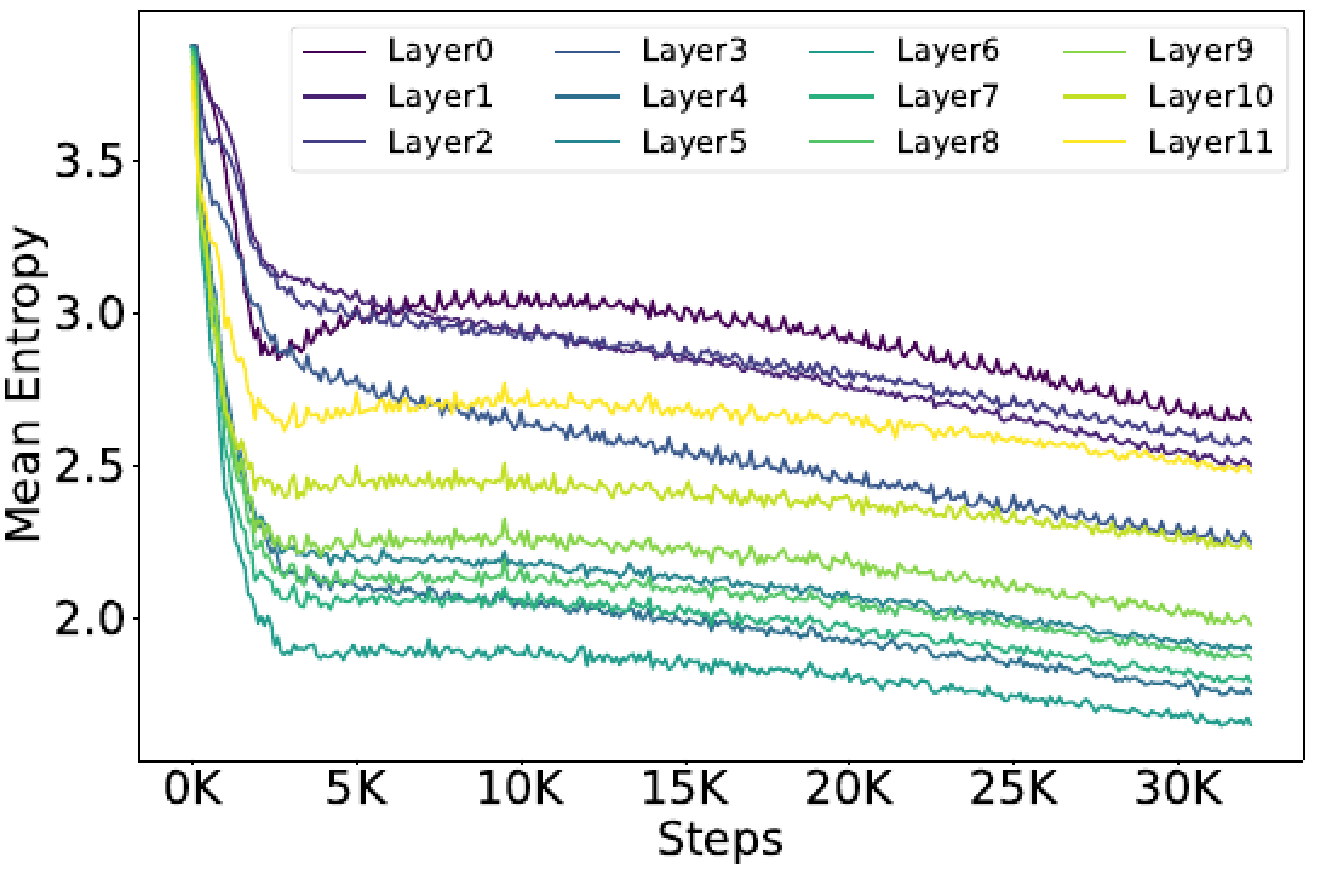 Layer0 Layer3 Layer6 Layer9
Layer1 Layer4 Layer7 Layer10
Layer2 Layer5 Layer8 Layer11
Mean Entropy
3.5
3.0
2.5
2.0
0K 5K 10K 15K 20K 25K 30K
Steps